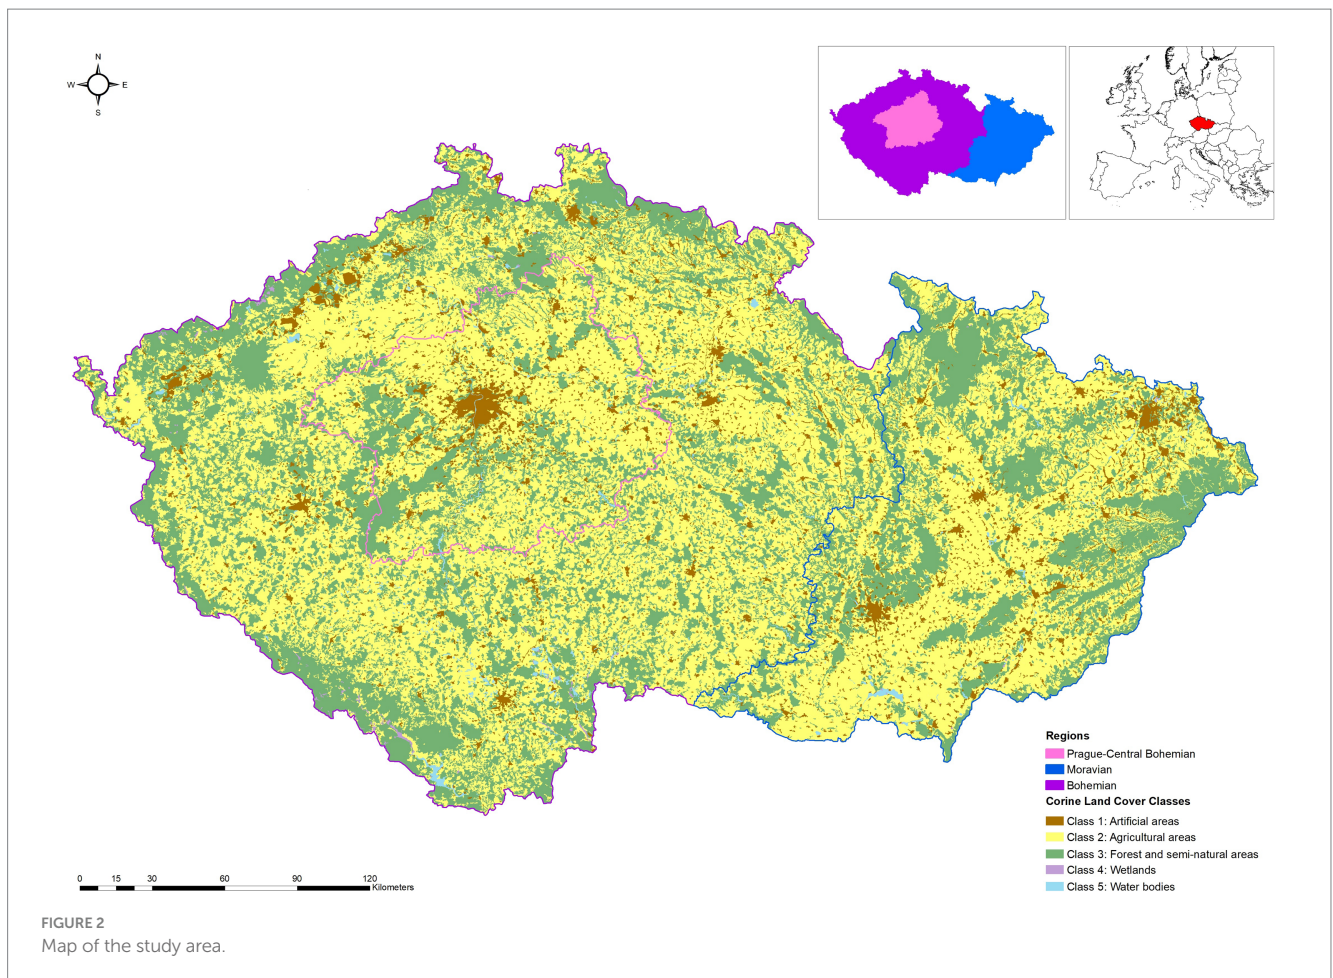 N
W E
S
Regions
Prague-Central Bohemian
Moravian
Bohemian
Corine Land Cover Classes
Class 1: Artificial areas
Class 2: Agricultural areas
Class 3: Forest and semi-natural areas
Class 4: Wetlands
Class 5: Water bodies
0 15 30 60 90 120
Kilometers
FIGURE 2
Map of the study area.